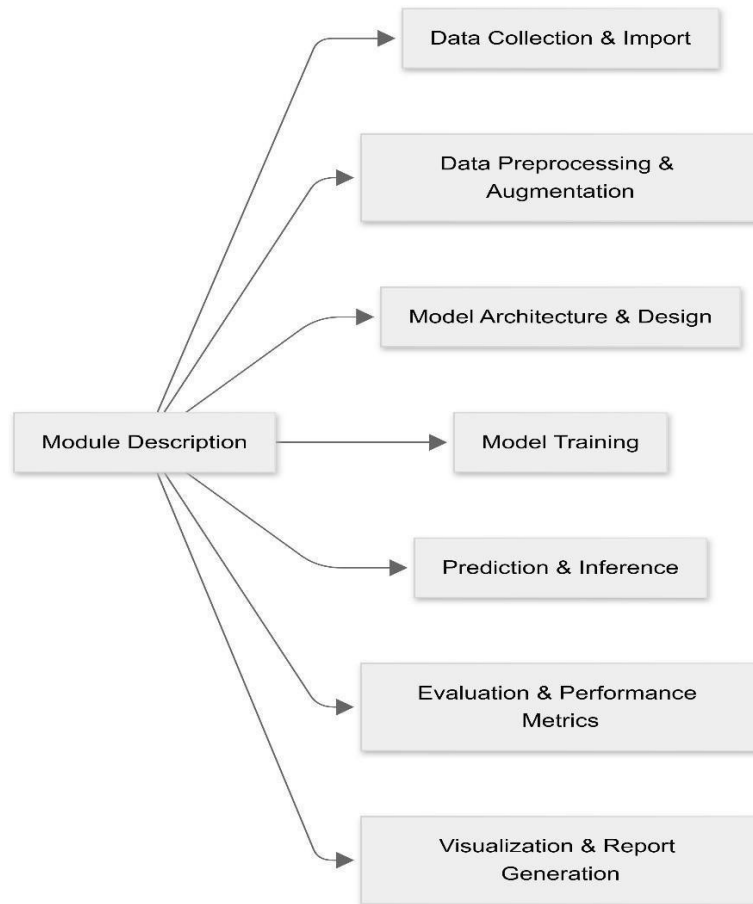 Data Collection & Import
Data Preprocessing &
Augmentation
Model Architecture & Design
Module Description
Model Training
Prediction & Inference
Evaluation & Performance
Metrics
Visualization & Report
Generation